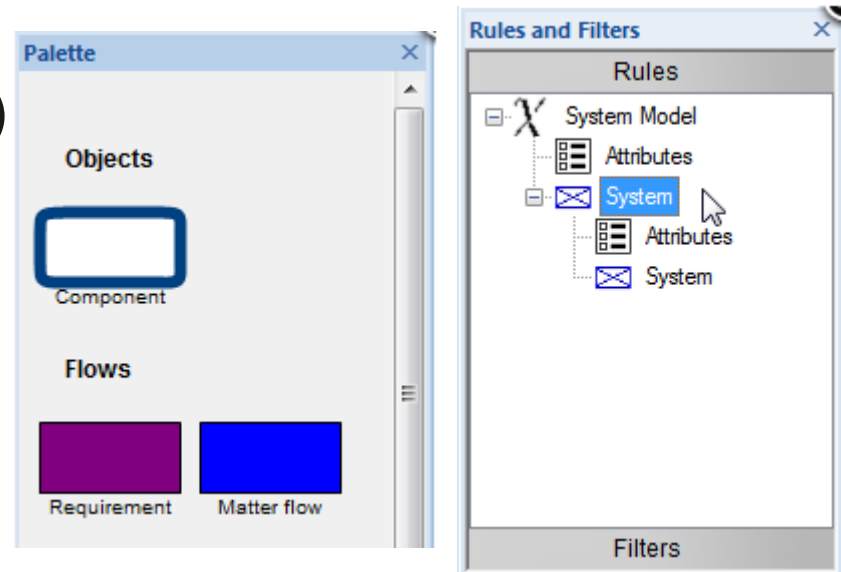 Palette
Objects
Component
Flows
Requirement Matter flow
Rules and Filters
Rules
System Model
Attributes
System
Attributes
System
Filters